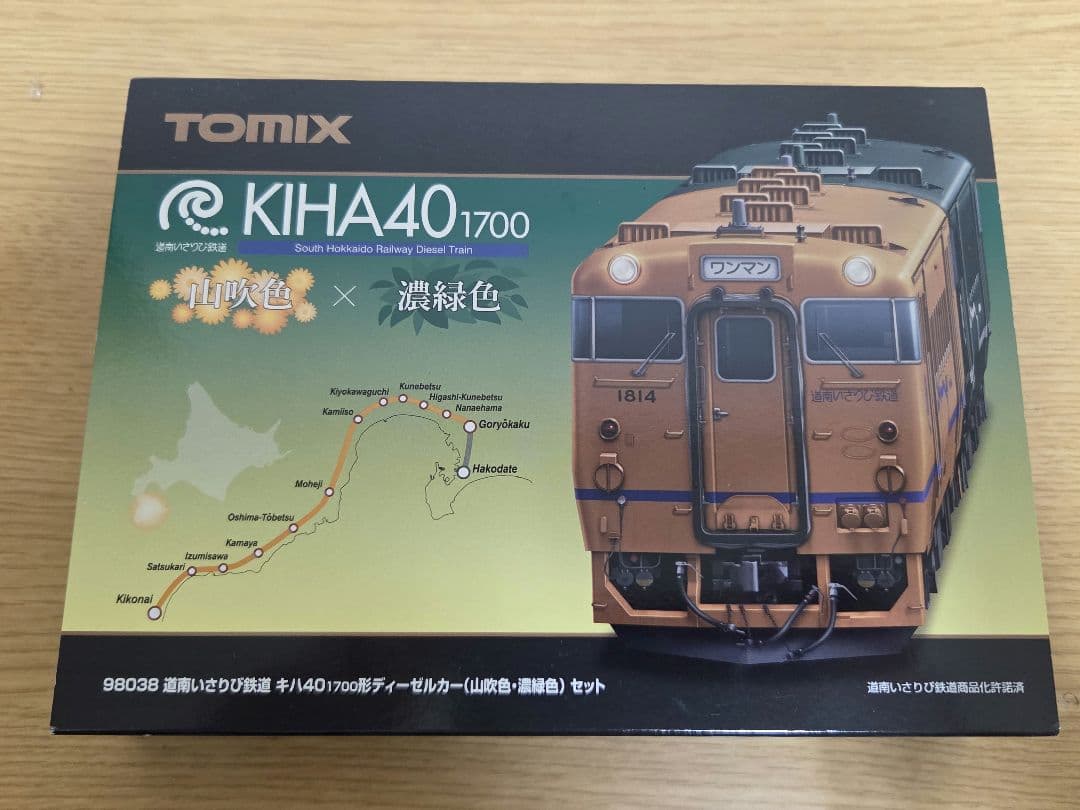 TOMIX
道南いさりび鉄道
KIHA40 1700
South Hokkaido Railway Diesel Train
山吹色 × 濃緑色
ワンマン
1814
道南いさりび鉄道
Kiyokawaguchi
Kunebetsu
Higashi-Kunebetsu
Nanaehama
Kamiiso
Goryōkaku
Hakodate
Moheji
Oshima-Tōbetsu
Kamaya
Izumisawa
Satsukari
Kikonai
98038 道南いさりび鉄道 キハ40 1700形ディーゼルカー(山吹色・濃緑色) セット
道南いさりび鉄道商品化許諾済